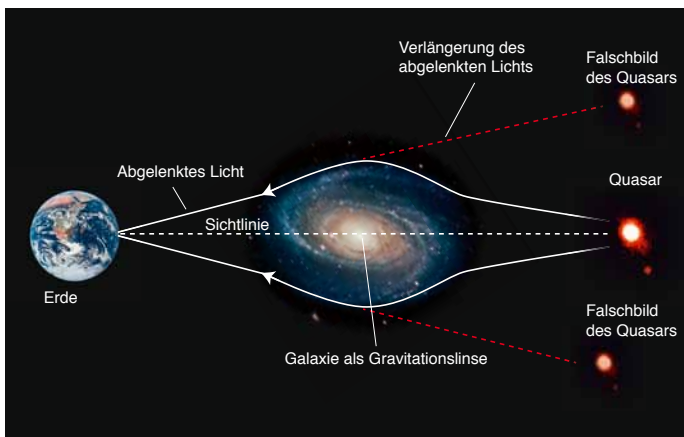 Verlängerung des
abgelenkten Lichts
Falschbild
des Quasars
Abgelenktes Licht
Quasar
Sichtlinie
Erde
Falschbild
des Quasars
Galaxie als Gravitationslinse